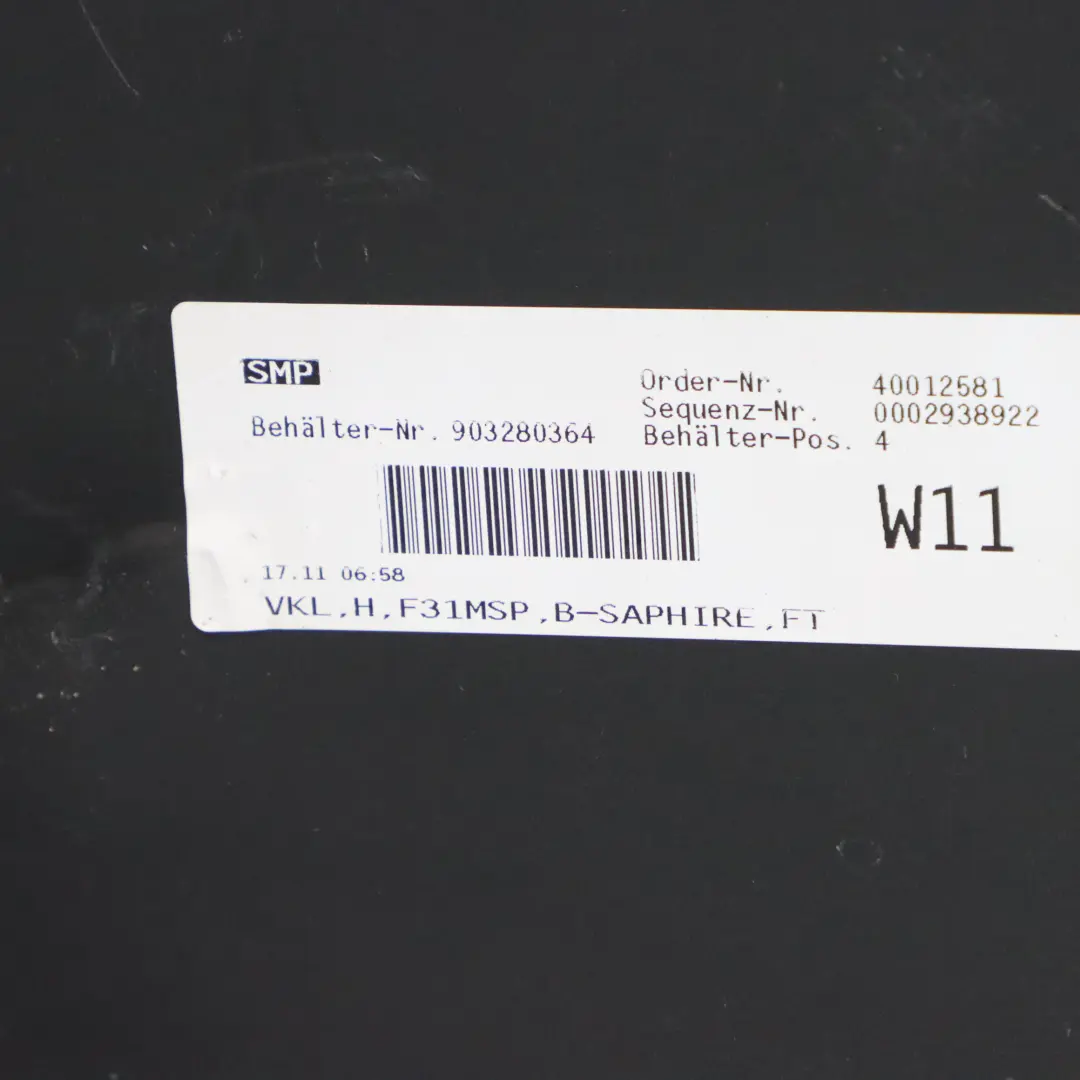 SMP
Behälter-Nr. 903280364
Order-Nr. 40012581
Sequenz-Nr. 0002938922
Behälter-Pos. 4
W11
17.11 06:58
VKL,H,F31MSP,B-SAPHIRE,FT